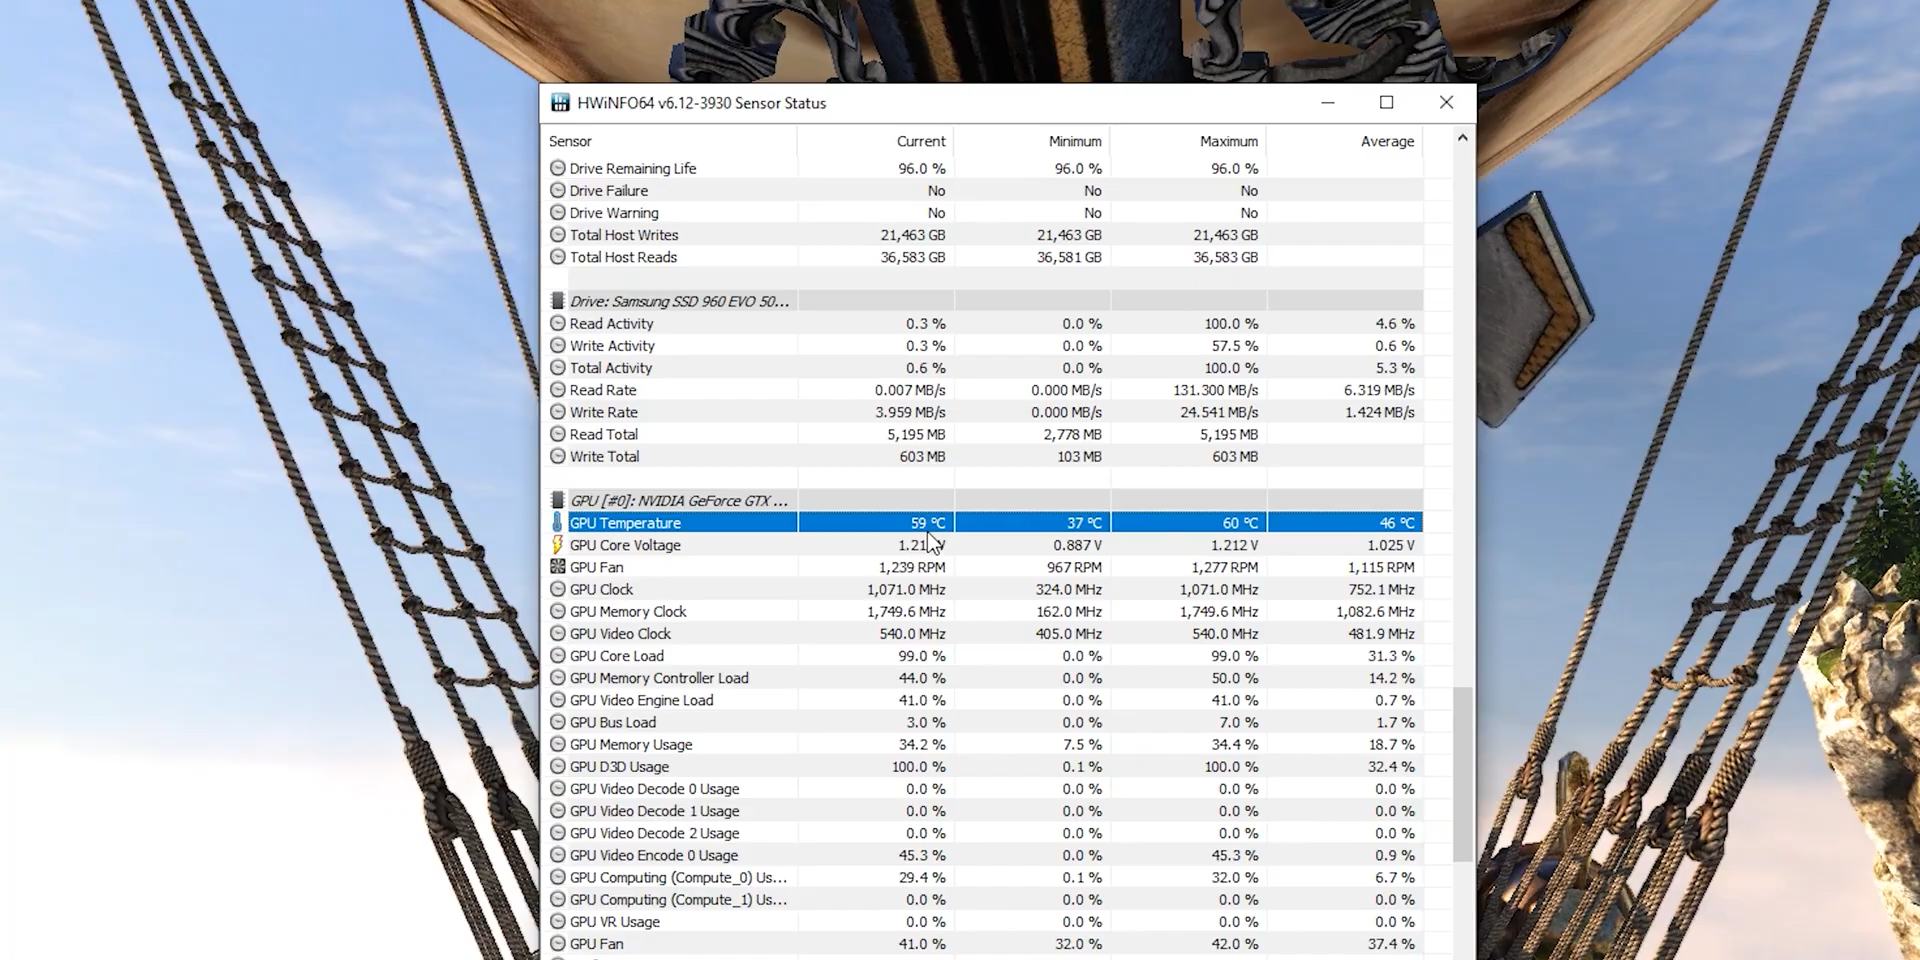 HWiNFO64 v6.12-3930 Sensor Status
Sensor Current Minimum Maximum Average
Drive Remaining Life 96.0 % 96.0 % 96.0 %
Drive Failure No No No
Drive Warning No No No
Total Host Writes 21,463 GB 21,463 GB 21,463 GB
Total Host Reads 36,583 GB 36,581 GB 36,583 GB
Drive: Samsung SSD 960 EVO 50...
Read Activity 0.3 % 0.0 % 100.0 % 4.6 %
Write Activity 0.3 % 0.0 % 57.5 % 0.6 %
Total Activity 0.6 % 0.0 % 100.0 % 5.3 %
Read Rate 0.007 MB/s 0.000 MB/s 131.300 MB/s 6.319 MB/s
Write Rate 3.959 MB/s 0.000 MB/s 24.541 MB/s 1.424 MB/s
Read Total 5,195 MB 2,778 MB 5,195 MB
Write Total 603 MB 103 MB 603 MB
GPU [#0]: NVIDIA GeForce GTX ...
GPU Temperature 59 °C 37 °C 60 °C 46 °C
GPU Core Voltage 0.887 V 1.212 V 1.025 V
GPU Fan 1,239 RPM 967 RPM 1,277 RPM 1,115 RPM
GPU Clock 1,071.0 MHz 324.0 MHz 1,071.0 MHz 752.1 MHz
GPU Memory Clock 1,749.6 MHz 162.0 MHz 1,749.6 MHz 1,082.6 MHz
GPU Video Clock 540.0 MHz 405.0 MHz 540.0 MHz 481.9 MHz
GPU Core Load 99.0 % 0.0 % 99.0 % 31.3 %
GPU Memory Controller Load 44.0 % 0.0 % 50.0 % 14.2 %
GPU Video Engine Load 41.0 % 0.0 % 41.0 % 0.7 %
GPU Bus Load 3.0 % 0.0 % 7.0 % 1.7 %
GPU Memory Usage 34.2 % 7.5 % 34.4 % 18.7 %
GPU D3D Usage 100.0 % 0.1 % 100.0 % 32.4 %
GPU Video Decode 0 Usage 0.0 % 0.0 % 0.0 % 0.0 %
GPU Video Decode 1 Usage 0.0 % 0.0 % 0.0 % 0.0 %
GPU Video Decode 2 Usage 0.0 % 0.0 % 0.0 % 0.0 %
GPU Video Encode 0 Usage 45.3 % 0.0 % 45.3 % 0.9 %
GPU Computing (Compute_0) Us... 29.4 % 0.1 % 32.0 % 6.7 %
GPU Computing (Compute_1) Us... 0.0 % 0.0 % 0.0 % 0.0 %
GPU VR Usage 0.0 % 0.0 % 0.0 % 0.0 %
GPU Fan 41.0 % 32.0 % 42.0 % 37.4 %